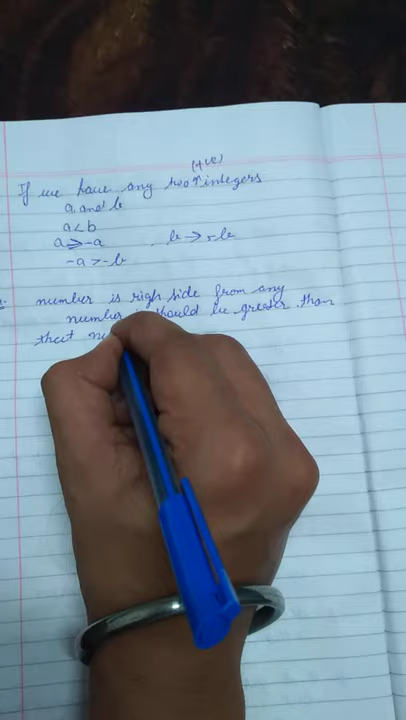 (+ve)
If we have any two integers
a and b
a < b
a > -a b → -b
-a > -b
number is righ side from any
number should be greater than
that